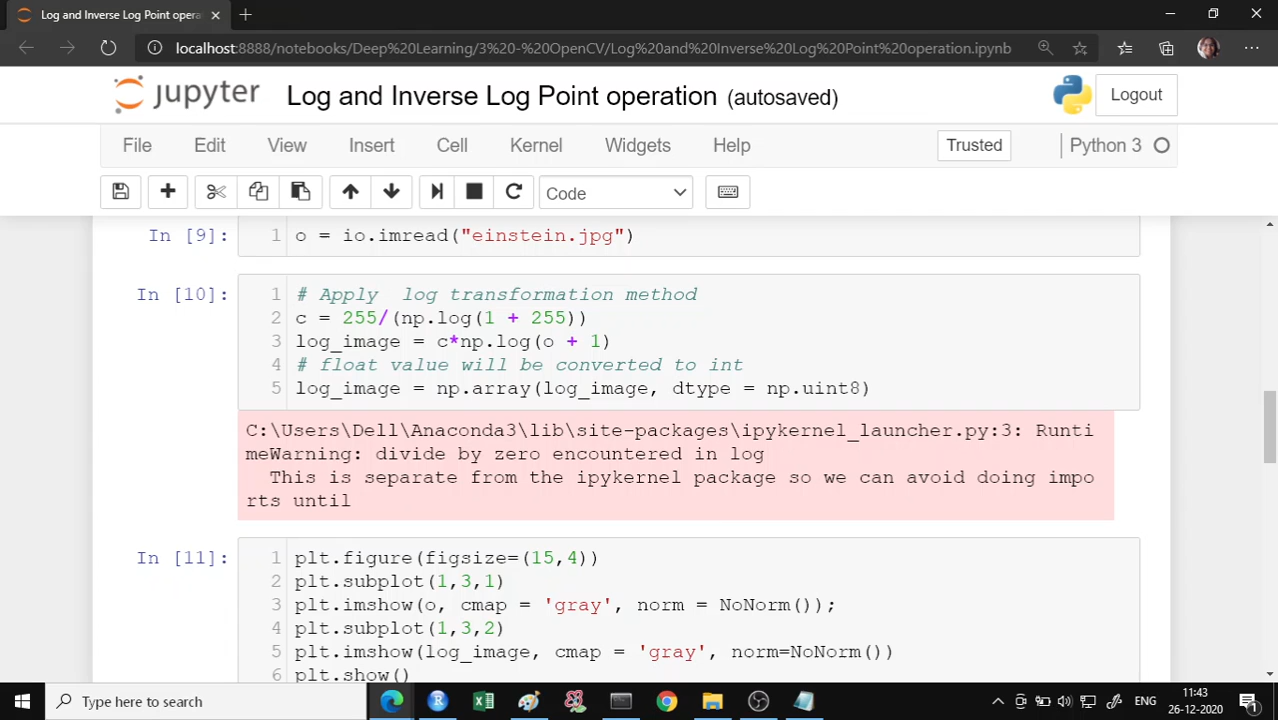 Log and Inverse Log Point opera
localhost:8888/notebooks/Deep%20Learning/3%20-%20OpenCV/Log%20and%20Inverse%20Log%20Point%20operation.ipynb
jupyter Log and Inverse Log Point operation (autosaved) Logout
File Edit View Insert Cell Kernel Widgets Help Trusted Python 3
Code
In [9]: 1 o = io.imread("einstein.jpg")
In [10]: 1 # Apply  log transformation method
2 c = 255/(np.log(1 + 255))
3 log_image = c*np.log(o + 1)
4 # float value will be converted to int
5 log_image = np.array(log_image, dtype = np.uint8)
C:\Users\Dell\Anaconda3\lib\site-packages\ipykernel_launcher.py:3: Runti
meWarning: divide by zero encountered in log
This is separate from the ipykernel package so we can avoid doing impo
rts until
In [11]: 1 plt.figure(figsize=(15,4))
2 plt.subplot(1,3,1)
3 plt.imshow(o, cmap = 'gray', norm = NoNorm());
4 plt.subplot(1,3,2)
5 plt.imshow(log_image, cmap = 'gray', norm=NoNorm())
6 plt.show()
Type here to search
ENG
11:43
26-12-2020
1